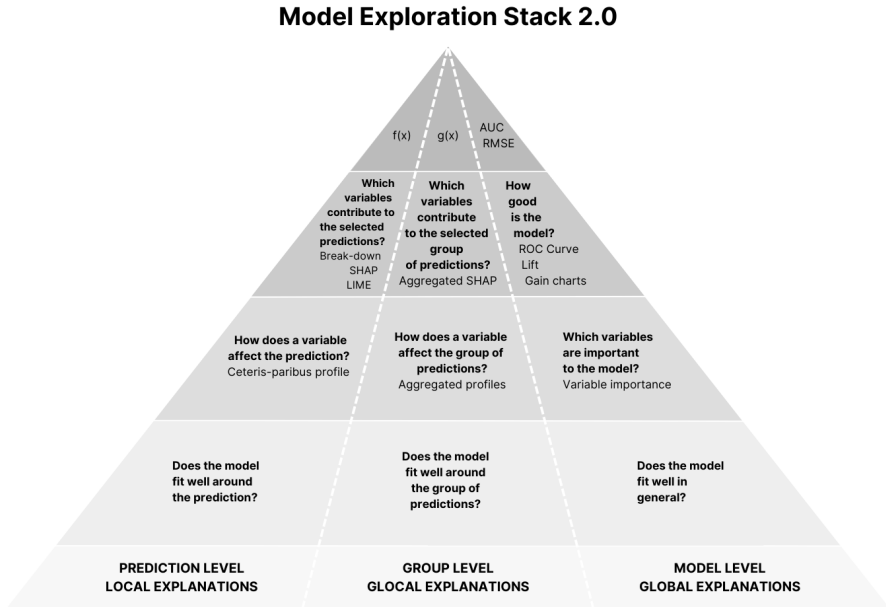 Model Exploration Stack 2.0
f(x)
g(x)
AUC
RMSE
Which
variables
contribute to
the selected
predictions?
Break-down
SHAP
LIME
Which
variables
contribute
to the selected
group
of predictions?
Aggregated SHAP
How
good
is the
model?
ROC Curve
Lift
Gain charts
How does a variable
affect the prediction?
Ceteris-paribus profile
How does a variable
affect the group of
predictions?
Aggregated profiles
Which variables
are important
to the model?
Variable importance
Does the model
fit well around
the prediction?
Does the model
fit well around
the group of
predictions?
Does the model
fit well in
general?
PREDICTION LEVEL
LOCAL EXPLANATIONS
GROUP LEVEL
GLOCAL EXPLANATIONS
MODEL LEVEL
GLOBAL EXPLANATIONS